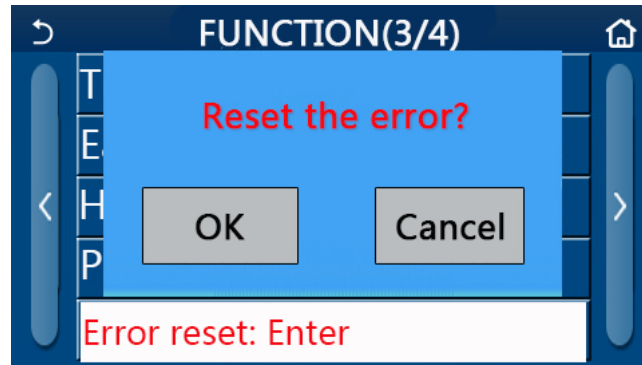 FUNCTION(3/4)
Reset the error?
OK
Cancel
Error reset: Enter